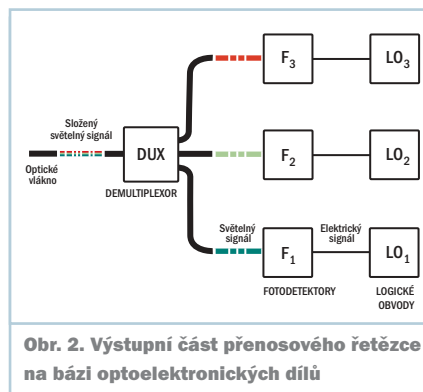 F3
LO3
Složený
světelný signál
DUX
F2
LO2
Optické
vlákno
DEMULTIPLEXOR
Světelný
signál
Elektrický
signál
F1
LO1
FOTODETEKTORY
LOGICKÉ
OBVODY
Obr. 2. Výstupní část přenosového řetězce
na bázi optoelektronických dílů